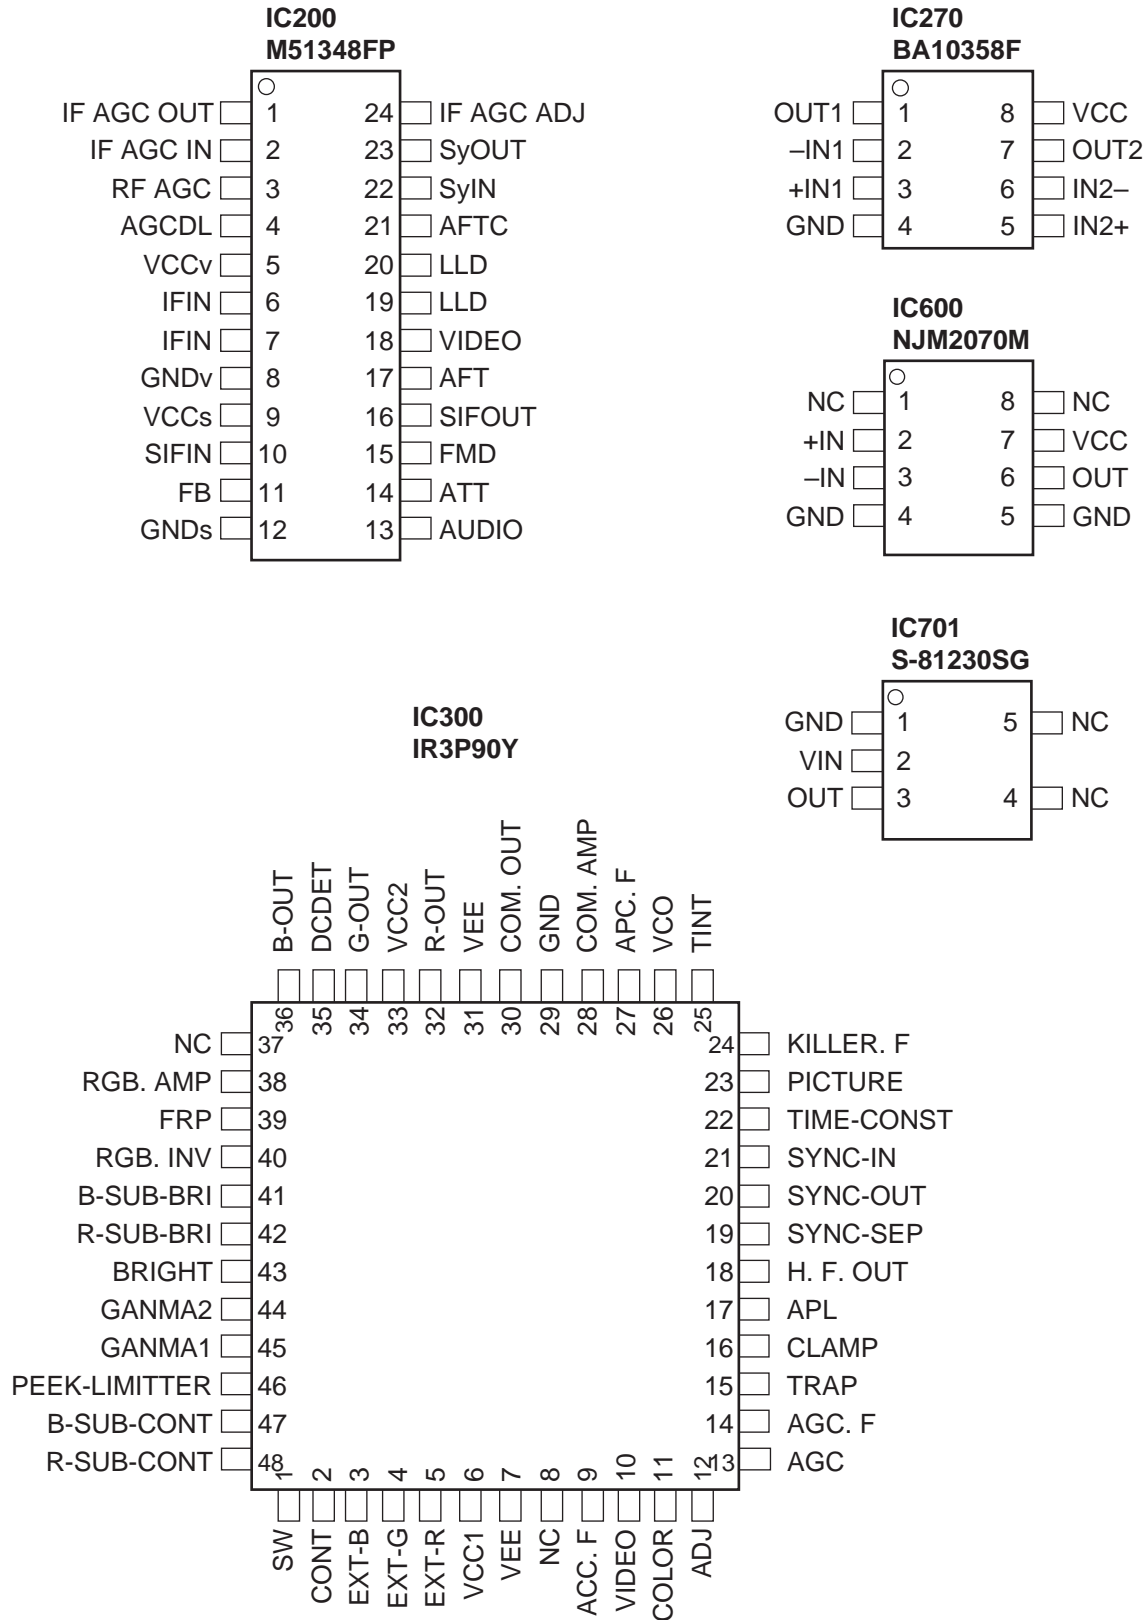 IC200
M51348FP
IF AGC OUT 1 24 IF AGC ADJ
IF AGC IN 2 23 SyOUT
RF AGC 3 22 SyIN
AGCDL 4 21 AFTC
VCCv 5 20 LLD
IFIN 6 19 LLD
IFIN 7 18 VIDEO
GNDv 8 17 AFT
VCCs 9 16 SIFOUT
SIFIN 10 15 FMD
FB 11 14 ATT
GNDs 12 13 AUDIO
IC270
BA10358F
OUT1 1 8 VCC
–IN1 2 7 OUT2
+IN1 3 6 IN2–
GND 4 5 IN2+
IC600
NJM2070M
NC 1 8 NC
+IN 2 7 VCC
–IN 3 6 OUT
GND 4 5 GND
IC701
S-81230SG
GND 1 5 NC
VIN 2
OUT 3 4 NC
IC300
IR3P90Y
B-OUT DCDET G-OUT VCC2 R-OUT VEE COM. OUT GND COM. AMP APC. F VCO TINT
36 35 34 33 32 31 30 29 28 27 26 25
NC 37 24 KILLER. F
RGB. AMP 38 23 PICTURE
FRP 39 22 TIME-CONST
RGB. INV 40 21 SYNC-IN
B-SUB-BRI 41 20 SYNC-OUT
R-SUB-BRI 42 19 SYNC-SEP
BRIGHT 43 18 H. F. OUT
GANMA2 44 17 APL
GANMA1 45 16 CLAMP
PEEK-LIMITTER 46 15 TRAP
B-SUB-CONT 47 14 AGC. F
R-SUB-CONT 48 13 AGC
1 2 3 4 5 6 7 8 9 10 11 12
SW CONT EXT-B EXT-G EXT-R VCC1 VEE NC ACC. F VIDEO COLOR ADJ